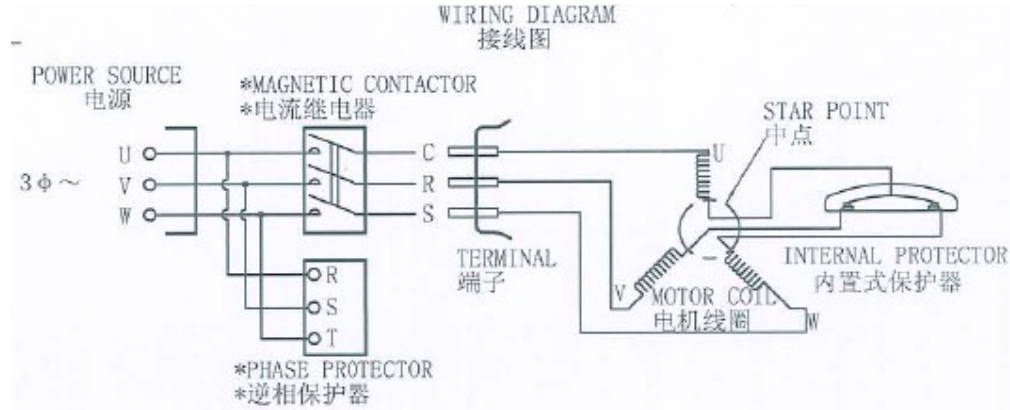 WIRING DIAGRAM
接线图
POWER SOURCE
电源
*MAGNETIC CONTACTOR
*电流继电器
STAR POINT
中点
3φ~
U
V
W
C
R
S
U
TERMINAL
端子
INTERNAL PROTECTOR
内置式保护器
V
MOTOR COIL
电机线圈
W
R
S
T
*PHASE PROTECTOR
*逆相保护器